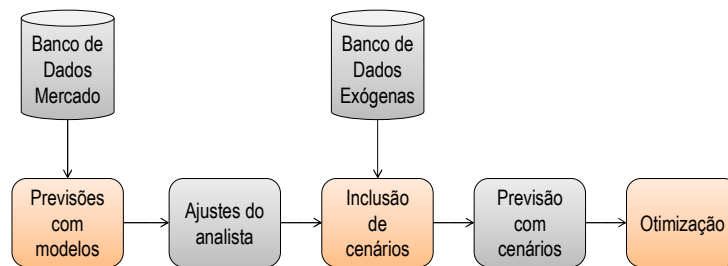 Banco de
Dados
Mercado
Banco de
Dados
Exógenas
Previsões
com
modelos
Ajustes do
analista
Inclusão
de
cenários
Previsão
com
cenários
Otimização